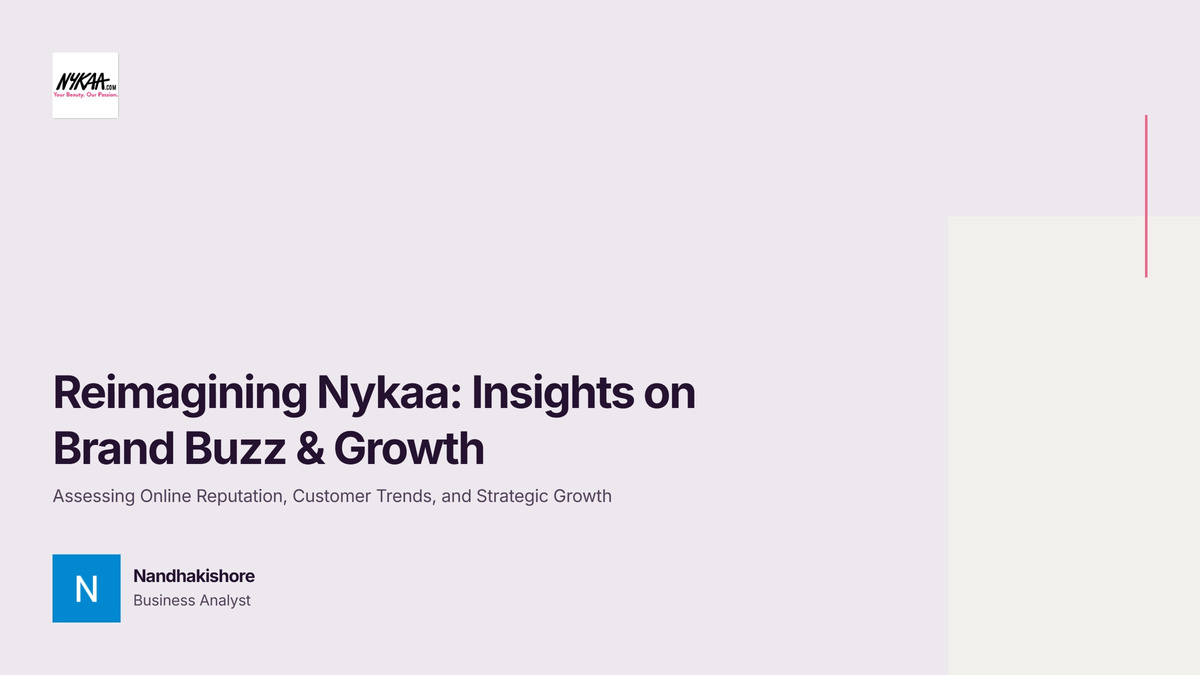 NYKAA.COM
Your Beauty. Our Passion.
Reimagining Nykaa: Insights on
Brand Buzz & Growth
Assessing Online Reputation, Customer Trends, and Strategic Growth
N
Nandhakishore
Business Analyst